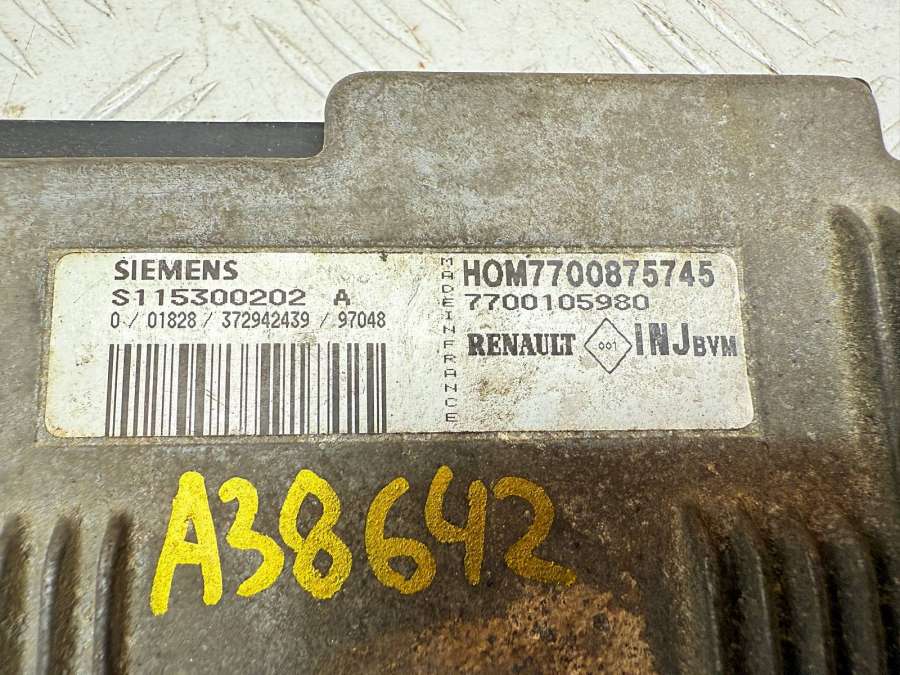 SIEMENS
S115300202 A
0 / 01828 / 372942439 / 97048
MADE IN FRANCE
HOM7700875745
7700105980
RENAULT 001 INJ BVM
A38642